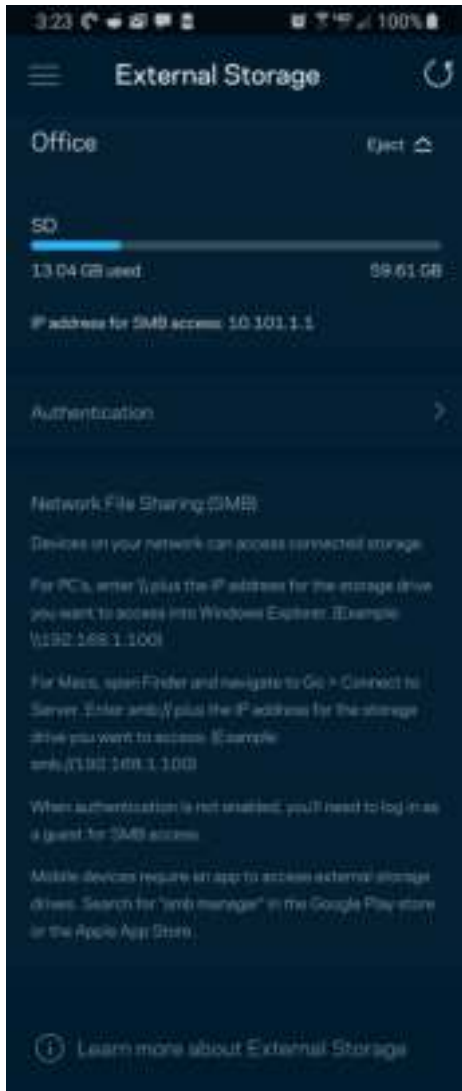 3:23 100%
External Storage
Office Eject
SD
13.04 GB used 59.61 GB
IP address for SMB access: 10.101.1.1
Authentication
Network File Sharing (SMB)
Devices on your network can access connected storage.
For PC's, enter \\ plus the IP address for the storage drive
you want to access into Windows Explorer. (Example:
\\192.168.1.100)
For Macs, open Finder and navigate to Go > Connect to
Server. Enter smb:// plus the IP address for the storage
drive you want to access. (Example:
smb://192.168.1.100)
When authentication is not enabled, you'll need to log in as
a guest for SMB access.
Mobile devices require an app to access external storage
drives. Search for "smb manager" in the Google Play store
or the Apple App Store.
Learn more about External Storage